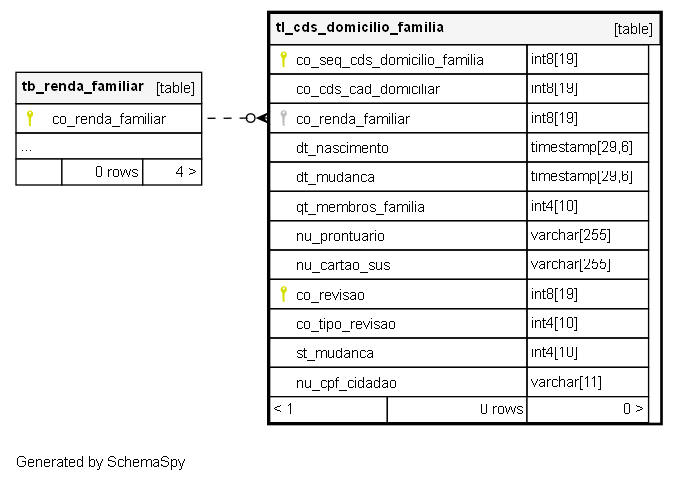 tl_cds_domicilio_familia [table]
co_seq_cds_domicilio_familia int8[19]
co_cds_cad_domiciliar int8[19]
co_renda_familiar int8[19]
dt_nascimento timestamp[29,6]
dt_mudanca timestamp[29,6]
qt_membros_familia int4[10]
nu_prontuario varchar[255]
nu_cartao_sus varchar[255]
co_revisao int8[19]
co_tipo_revisao int4[10]
st_mudanca int4[10]
nu_cpf_cidadao varchar[11]
< 1 0 rows 0 >
tb_renda_familiar [table]
co_renda_familiar
...
0 rows 4 >
Generated by SchemaSpy